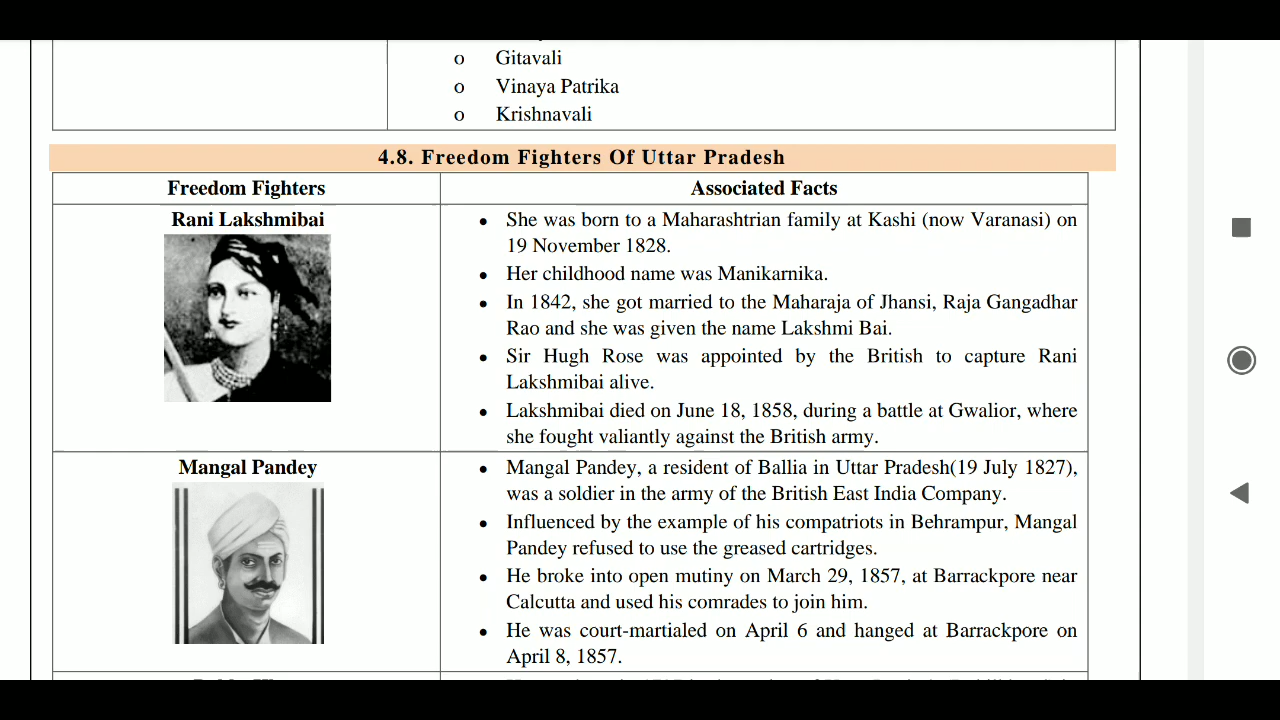 o Gitavali
o Vinaya Patrika
o Krishnavali
4.8. Freedom Fighters Of Uttar Pradesh
Freedom Fighters Associated Facts
Rani Lakshmibai
• She was born to a Maharashtrian family at Kashi (now Varanasi) on
19 November 1828.
• Her childhood name was Manikarnika.
• In 1842, she got married to the Maharaja of Jhansi, Raja Gangadhar
Rao and she was given the name Lakshmi Bai.
• Sir Hugh Rose was appointed by the British to capture Rani
Lakshmibai alive.
• Lakshmibai died on June 18, 1858, during a battle at Gwalior, where
she fought valiantly against the British army.
Mangal Pandey
• Mangal Pandey, a resident of Ballia in Uttar Pradesh(19 July 1827),
was a soldier in the army of the British East India Company.
• Influenced by the example of his compatriots in Behrampur, Mangal
Pandey refused to use the greased cartridges.
• He broke into open mutiny on March 29, 1857, at Barrackpore near
Calcutta and used his comrades to join him.
• He was court-martialed on April 6 and hanged at Barrackpore on
April 8, 1857.